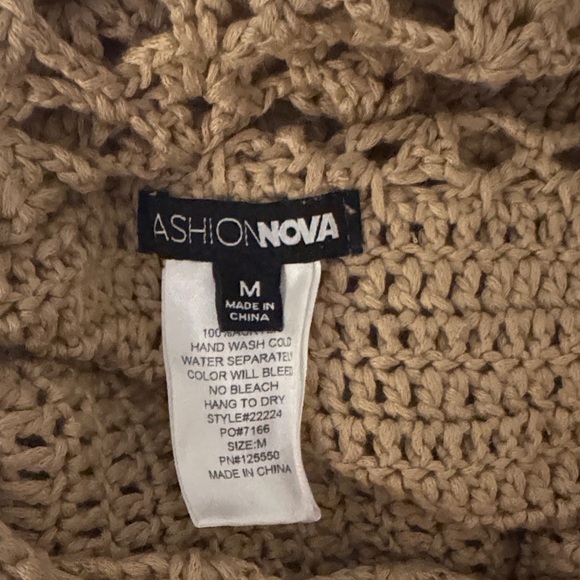 ASHIONNOVA
M
MADE IN
CHINA
HAND WASH COLD
WATER SEPARATELY
COLOR WILL BLEED
NO BLEACH
HANG TO DRY
STYLE#22224
PO#7166
SIZE:M
PN#125550
MADE IN CHINA